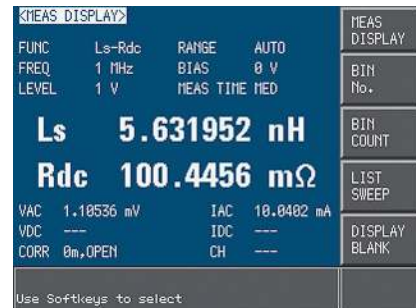 <MEAS DISPLAY>
FUNC Ls-Rdc RANGE AUTO
FREQ 1 MHz BIAS 0 V
LEVEL 1 V MEAS TIME MED
Ls 5.631952 nH
Rdc 100.4456 mΩ
VAC 1.10536 mV IAC 10.0402 mA
VDC --- IDC ---
CORR 0m,OPEN CH ---
Use Softkeys to select
MEAS
DISPLAY
BIN
No.
BIN
COUNT
LIST
SWEEP
DISPLAY
BLANK